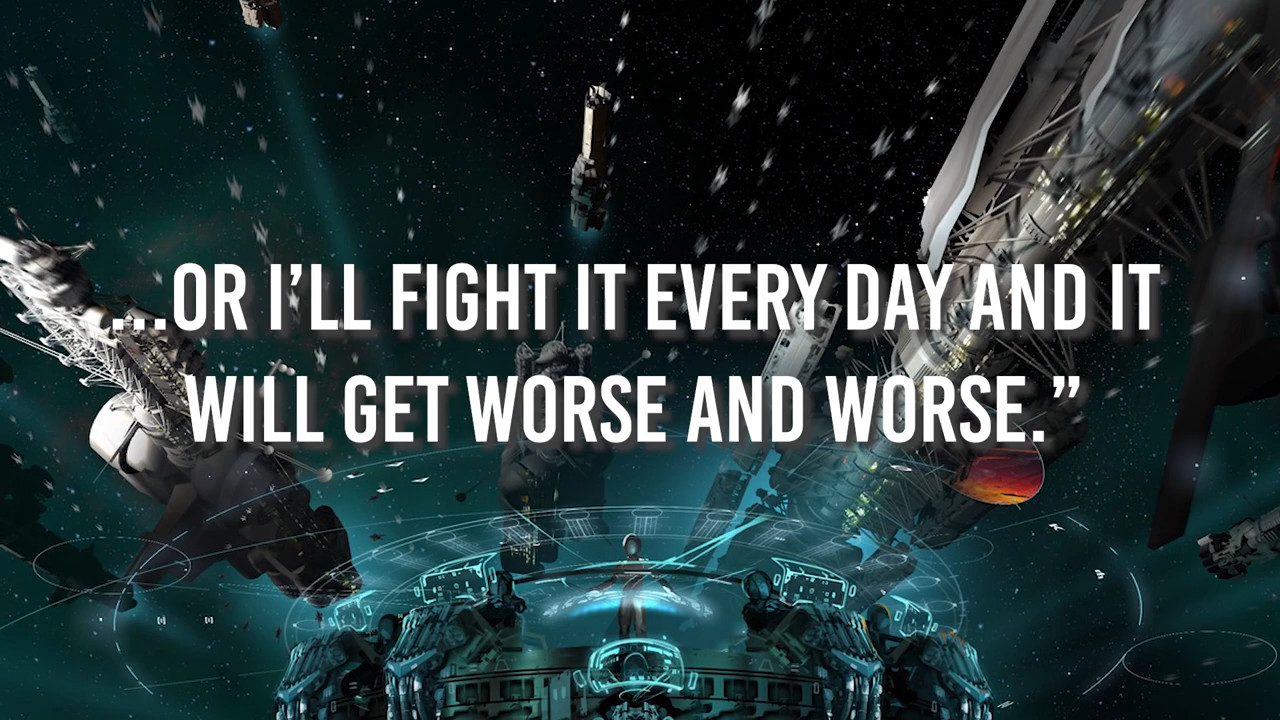 ...OR I’LL FIGHT IT EVERY DAY AND IT
WILL GET WORSE AND WORSE.”